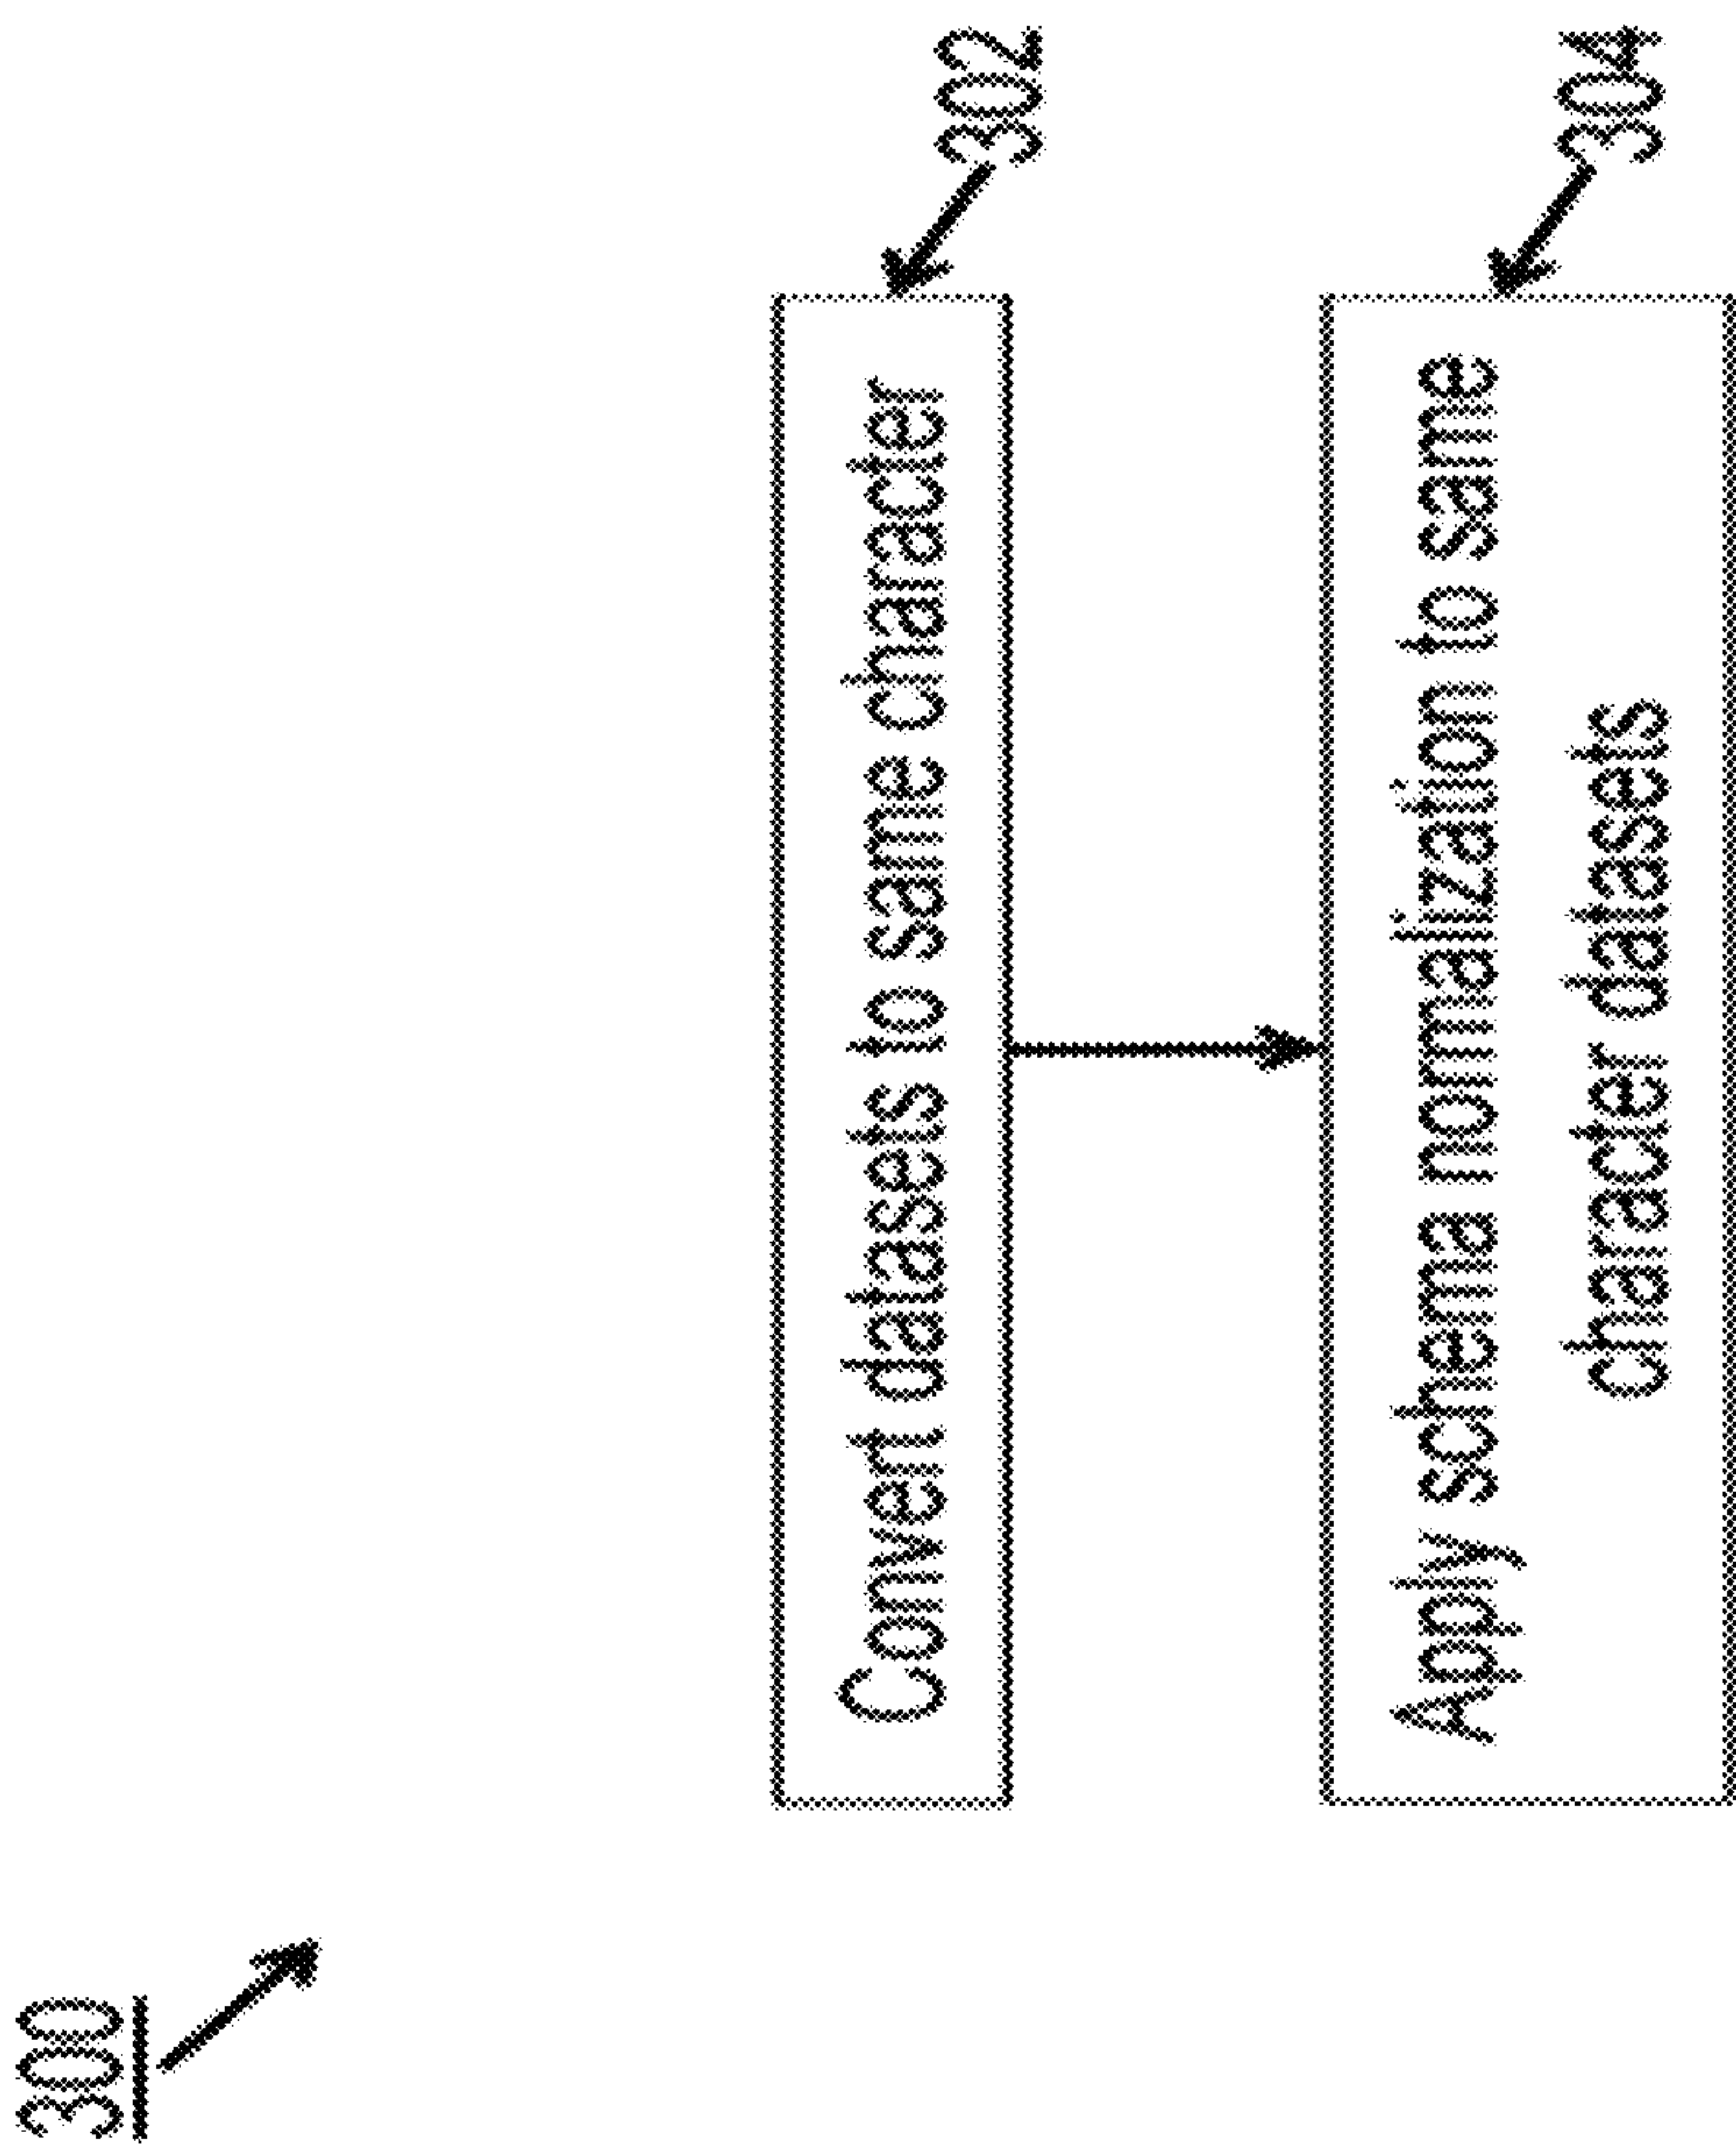 300
Convert datasets to same character
302
Apply schema normalization to same
character datasets
304